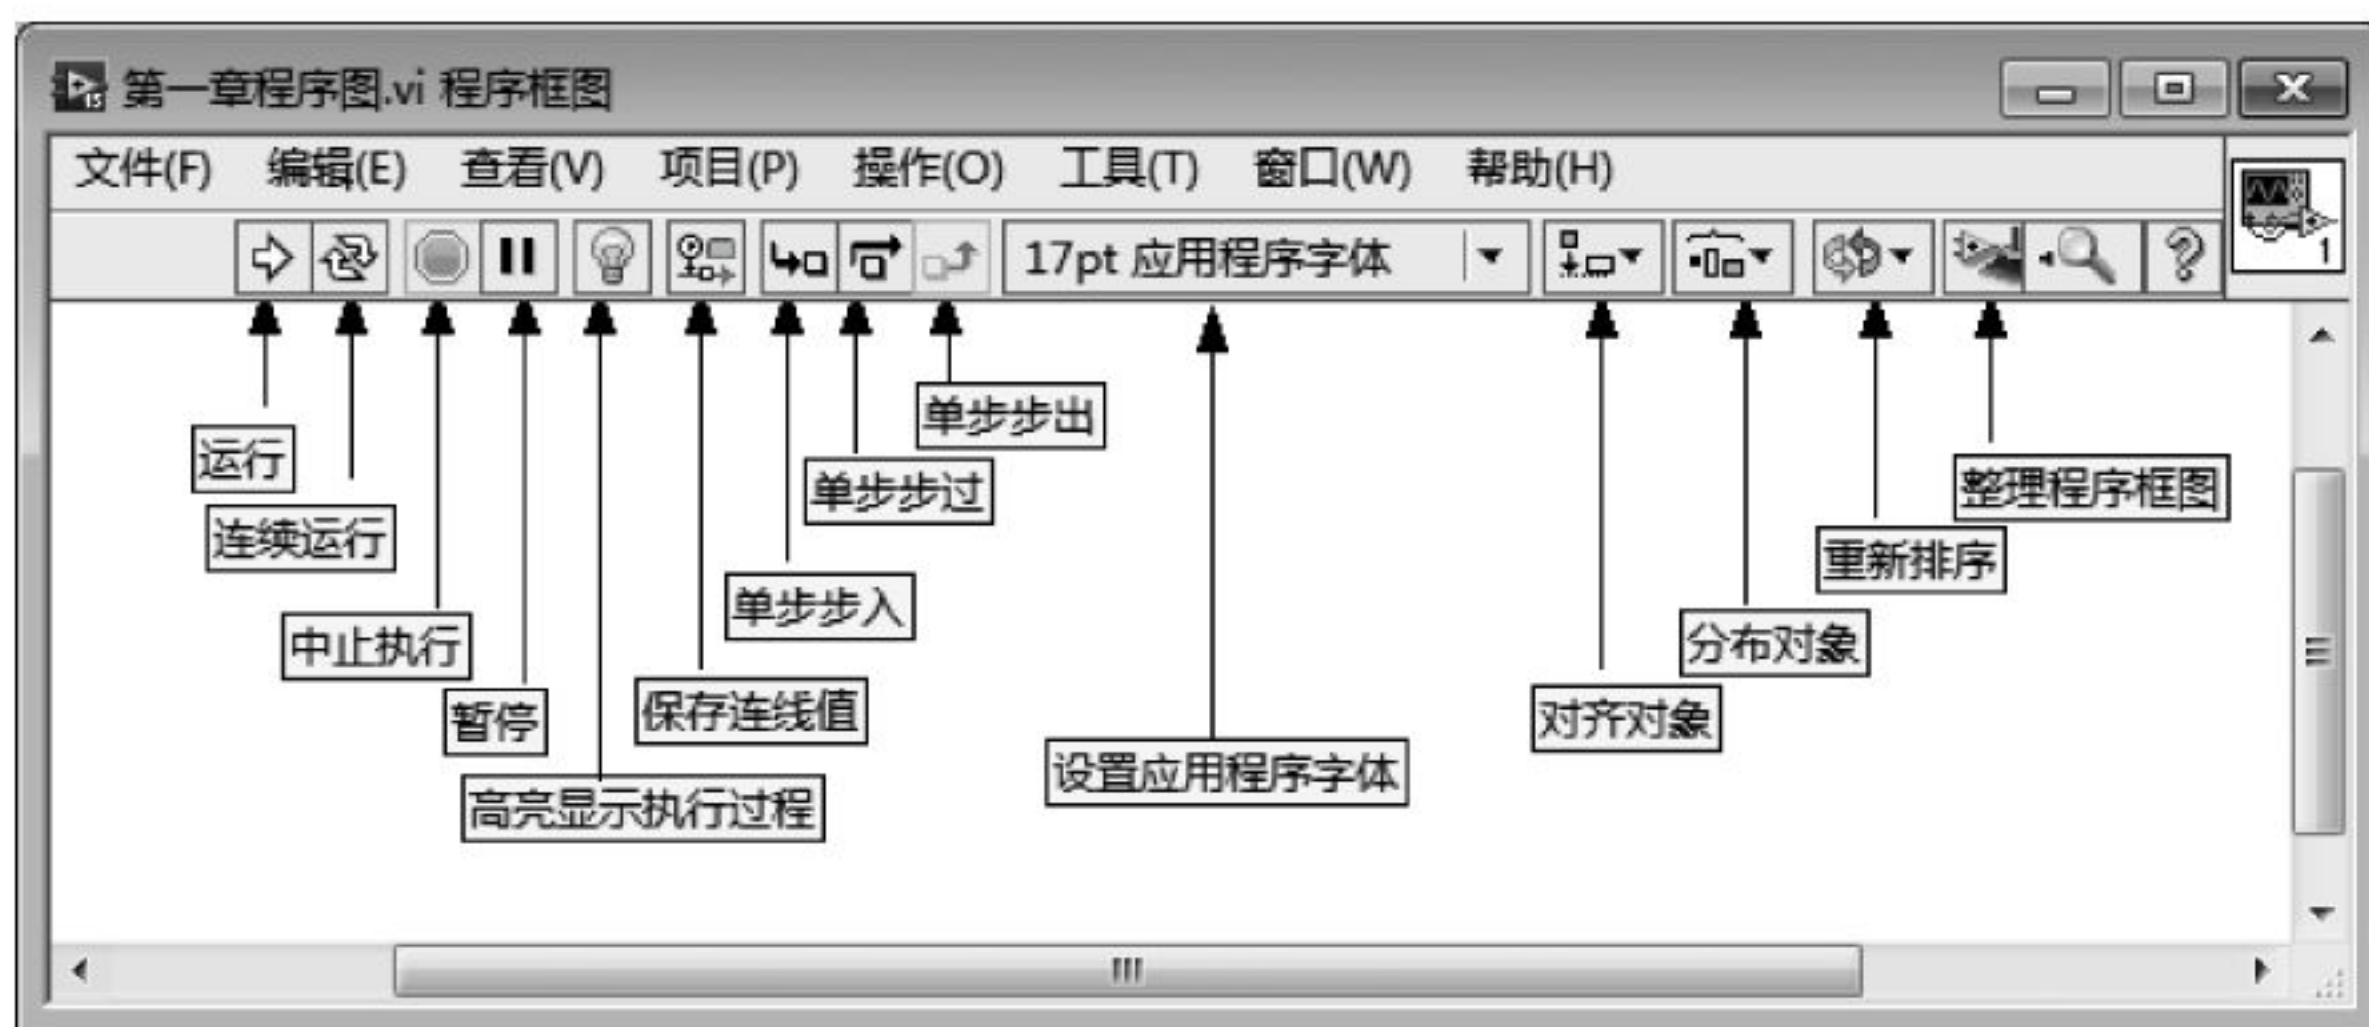 第一章程序图.vi 程序框图
文件(F) 编辑(E) 查看(V) 项目(P) 操作(O) 工具(T) 窗口(W) 帮助(H)
17pt 应用程序字体
1
单步步出
运行
单步步过
整理程序框图
连续运行
重新排序
单步步入
中止执行
分布对象
暂停
保存连线值
对齐对象
设置应用程序字体
高亮显示执行过程